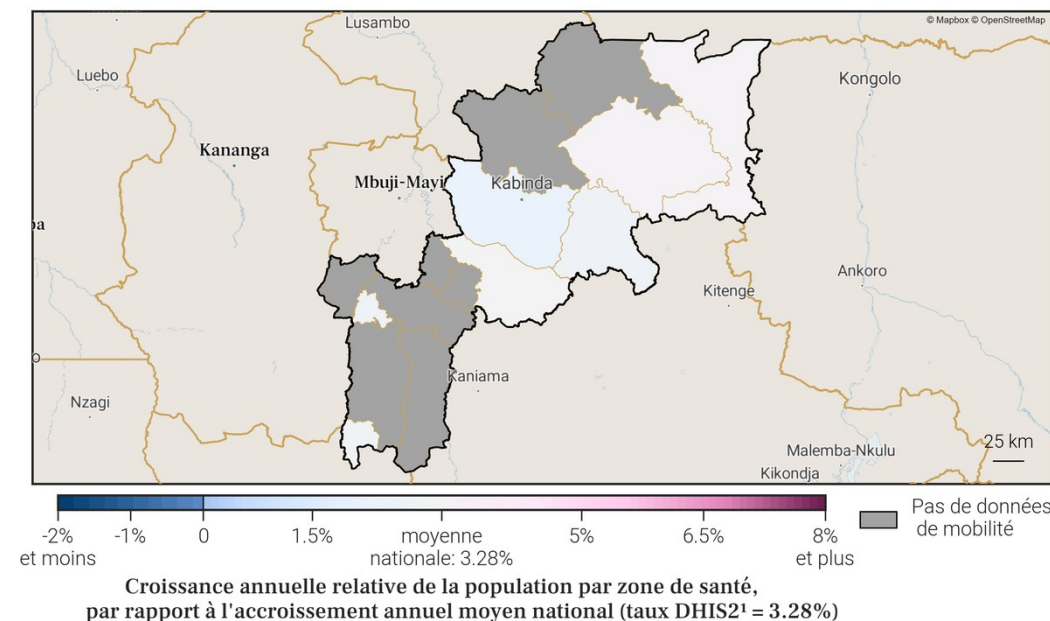 © Mapbox © OpenStreetMap
Lusambo
Luebo
Kongolo
Kananga
Mbuji-Mayi
Kabinda
Ankoro
Kitenge
Kaniama
Nzagi
Malemba-Nkulu
25 km
Kikondja
-2%
et moins
-1%
0
1.5%
moyenne
nationale: 3.28%
5%
6.5%
8%
et plus
Pas de données
de mobilité
Croissance annuelle relative de la population par zone de santé,
par rapport à l'accroissement annuel moyen national (taux DHIS2¹ = 3.28%)